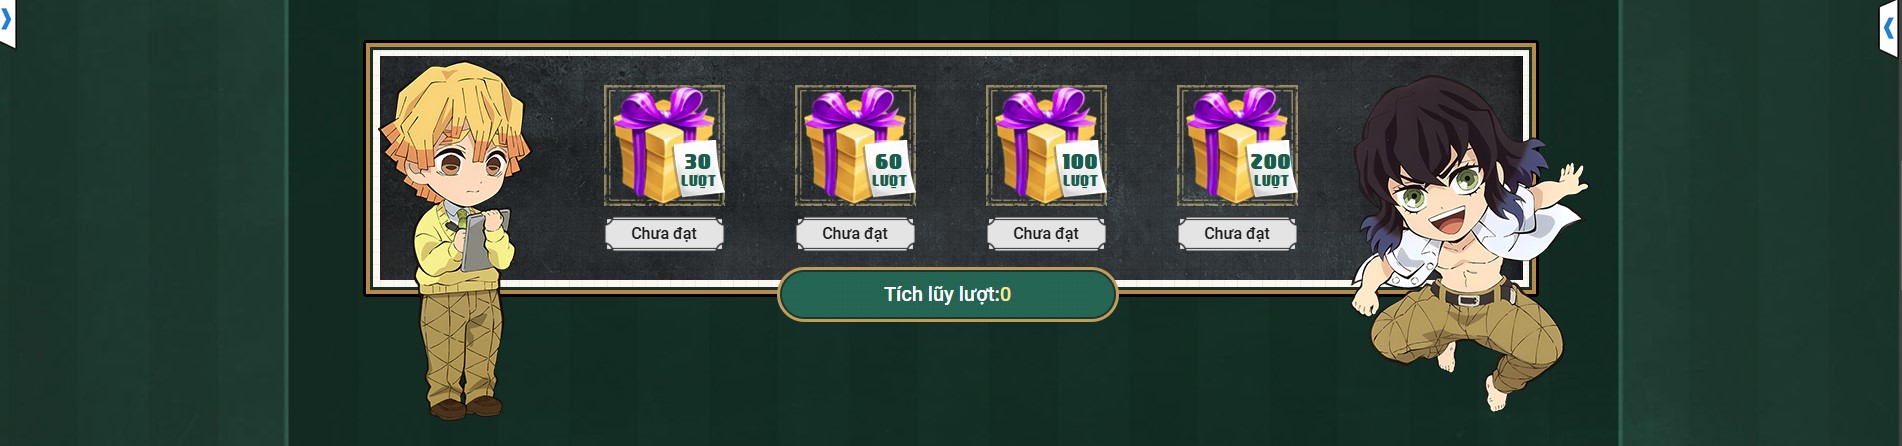 30
LƯỢT
60
LƯỢT
100
LƯỢT
200
LƯỢT
Chưa đạt
Chưa đạt
Chưa đạt
Chưa đạt
Tích lũy lượt:0